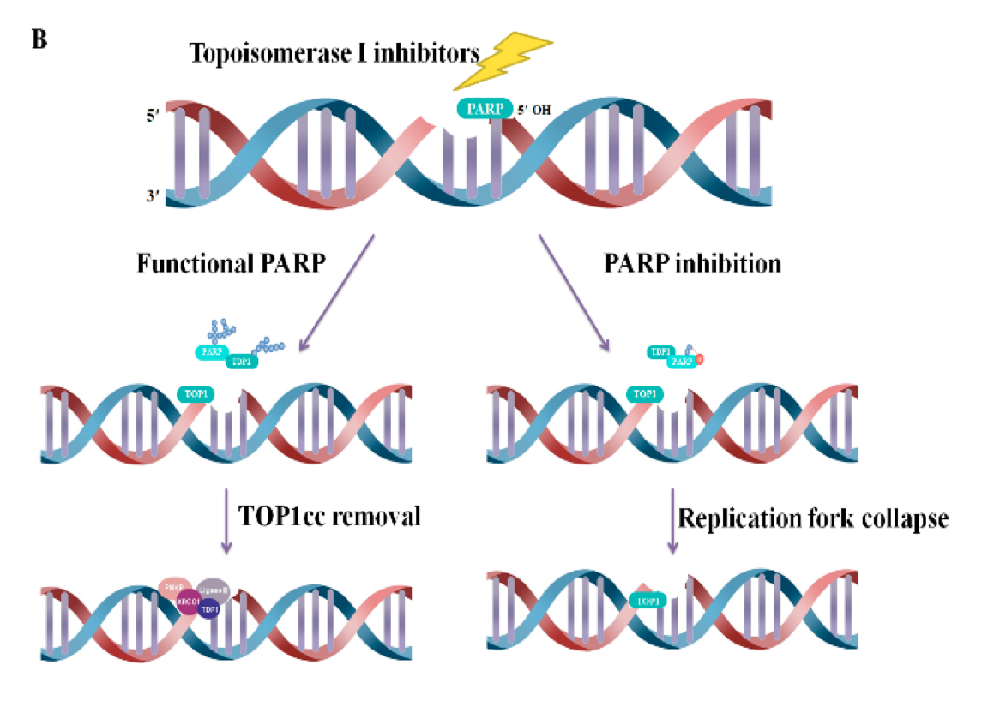 B
Topoisomerase I inhibitors
PARP
5'-OH
5'
3'
Functional PARP
PARP inhibition
PARP
TDP1
TDP1
PARP
TOP1
TOP1
TOP1cc removal
Replication fork collapse
PNKP
Ligase III
XRCC1
TDP1
TOP1